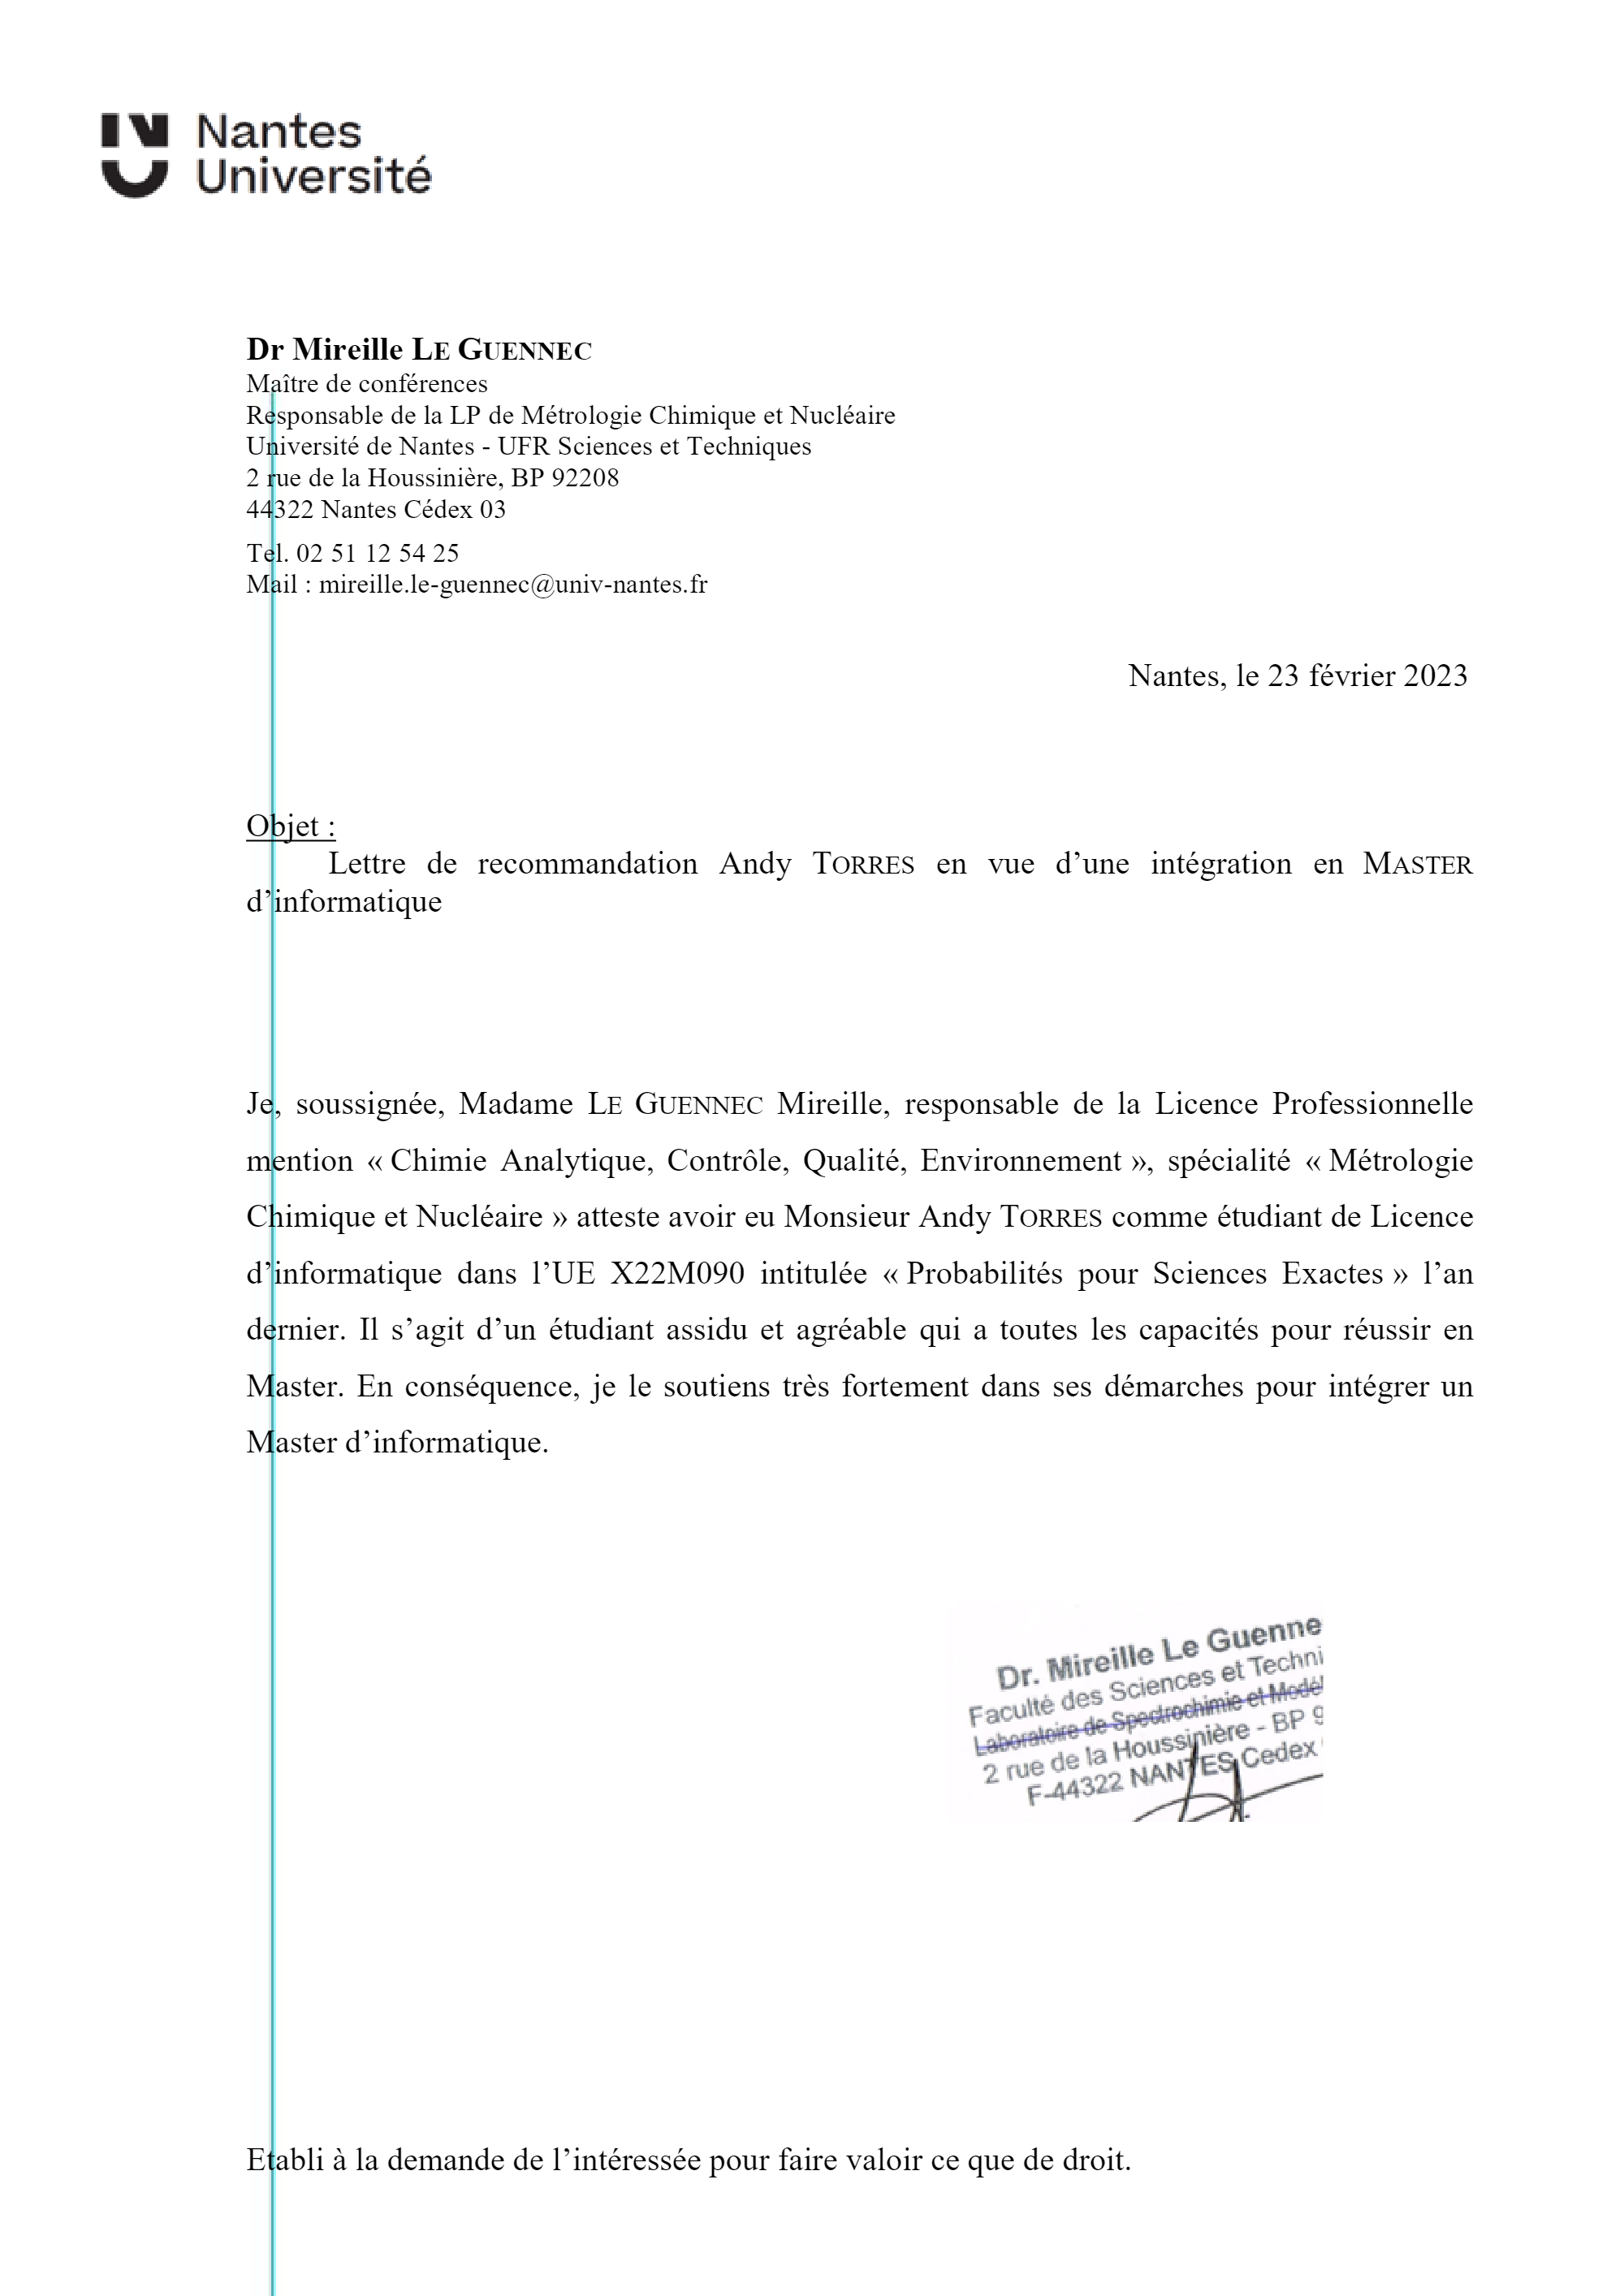 Nantes
Université
Dr Mireille LE GUENNEC
Maître de conférences
Responsable de la LP de Métrologie Chimique et Nucléaire
Université de Nantes - UFR Sciences et Techniques
2 rue de la Houssinière, BP 92208
44322 Nantes Cédex 03
Tel. 02 51 12 54 25
Mail : mireille.le-guennec@univ-nantes.fr
Nantes, le 23 février 2023
Objet :
Lettre de recommandation Andy TORRES en vue d’une intégration en MASTER
d’informatique
Je, soussignée, Madame LE GUENNEC Mireille, responsable de la Licence Professionnelle
mention « Chimie Analytique, Contrôle, Qualité, Environnement », spécialité « Métrologie
Chimique et Nucléaire » atteste avoir eu Monsieur Andy TORRES comme étudiant de Licence
d’informatique dans l’UE X22M090 intitulée « Probabilités pour Sciences Exactes » l’an
dernier. Il s’agit d’un étudiant assidu et agréable qui a toutes les capacités pour réussir en
Master. En conséquence, je le soutiens très fortement dans ses démarches pour intégrer un
Master d’informatique.
Dr. Mireille Le Guenne
Faculté des Sciences et Techni
Laboratoire de Spectrochimie et Modél
2 rue de la Houssinière - BP 9
F-44322 NANTES Cedex
Etabli à la demande de l’intéressée pour faire valoir ce que de droit.